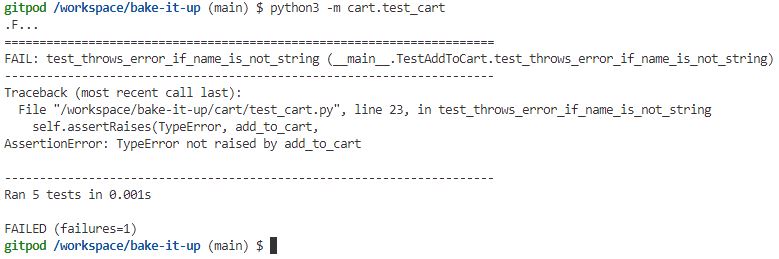 gitpod /workspace/bake-it-up (main) $ python3 -m cart.test_cart
.F...
======================================================================
FAIL: test_throws_error_if_name_is_not_string (__main__.TestAddToCart.test_throws_error_if_name_is_not_string)
----------------------------------------------------------------------
Traceback (most recent call last):
  File "/workspace/bake-it-up/cart/test_cart.py", line 23, in test_throws_error_if_name_is_not_string
    self.assertRaises(TypeError, add_to_cart,
AssertionError: TypeError not raised by add_to_cart

----------------------------------------------------------------------
Ran 5 tests in 0.001s

FAILED (failures=1)
gitpod /workspace/bake-it-up (main) $